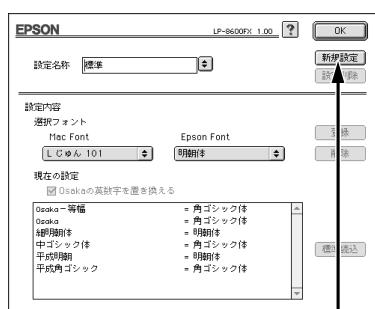 EPSON
LP-8600FX 1.00 ? OK
設定名称 標準
新規設定
設定削除
設定内容
選択フォント
Mac Font Epson Font
登録
Lじゅん 101 明朝体
削除
現在の設定
Osakaの英数字を置き換える
Osaka−等幅 = 角ゴシック体
Osaka = 角ゴシック体
細明朝体 = 明朝体
中ゴシック体 = 角ゴシック体
標準読込
平成明朝 = 明朝体
平成角ゴシック = 角ゴシック体